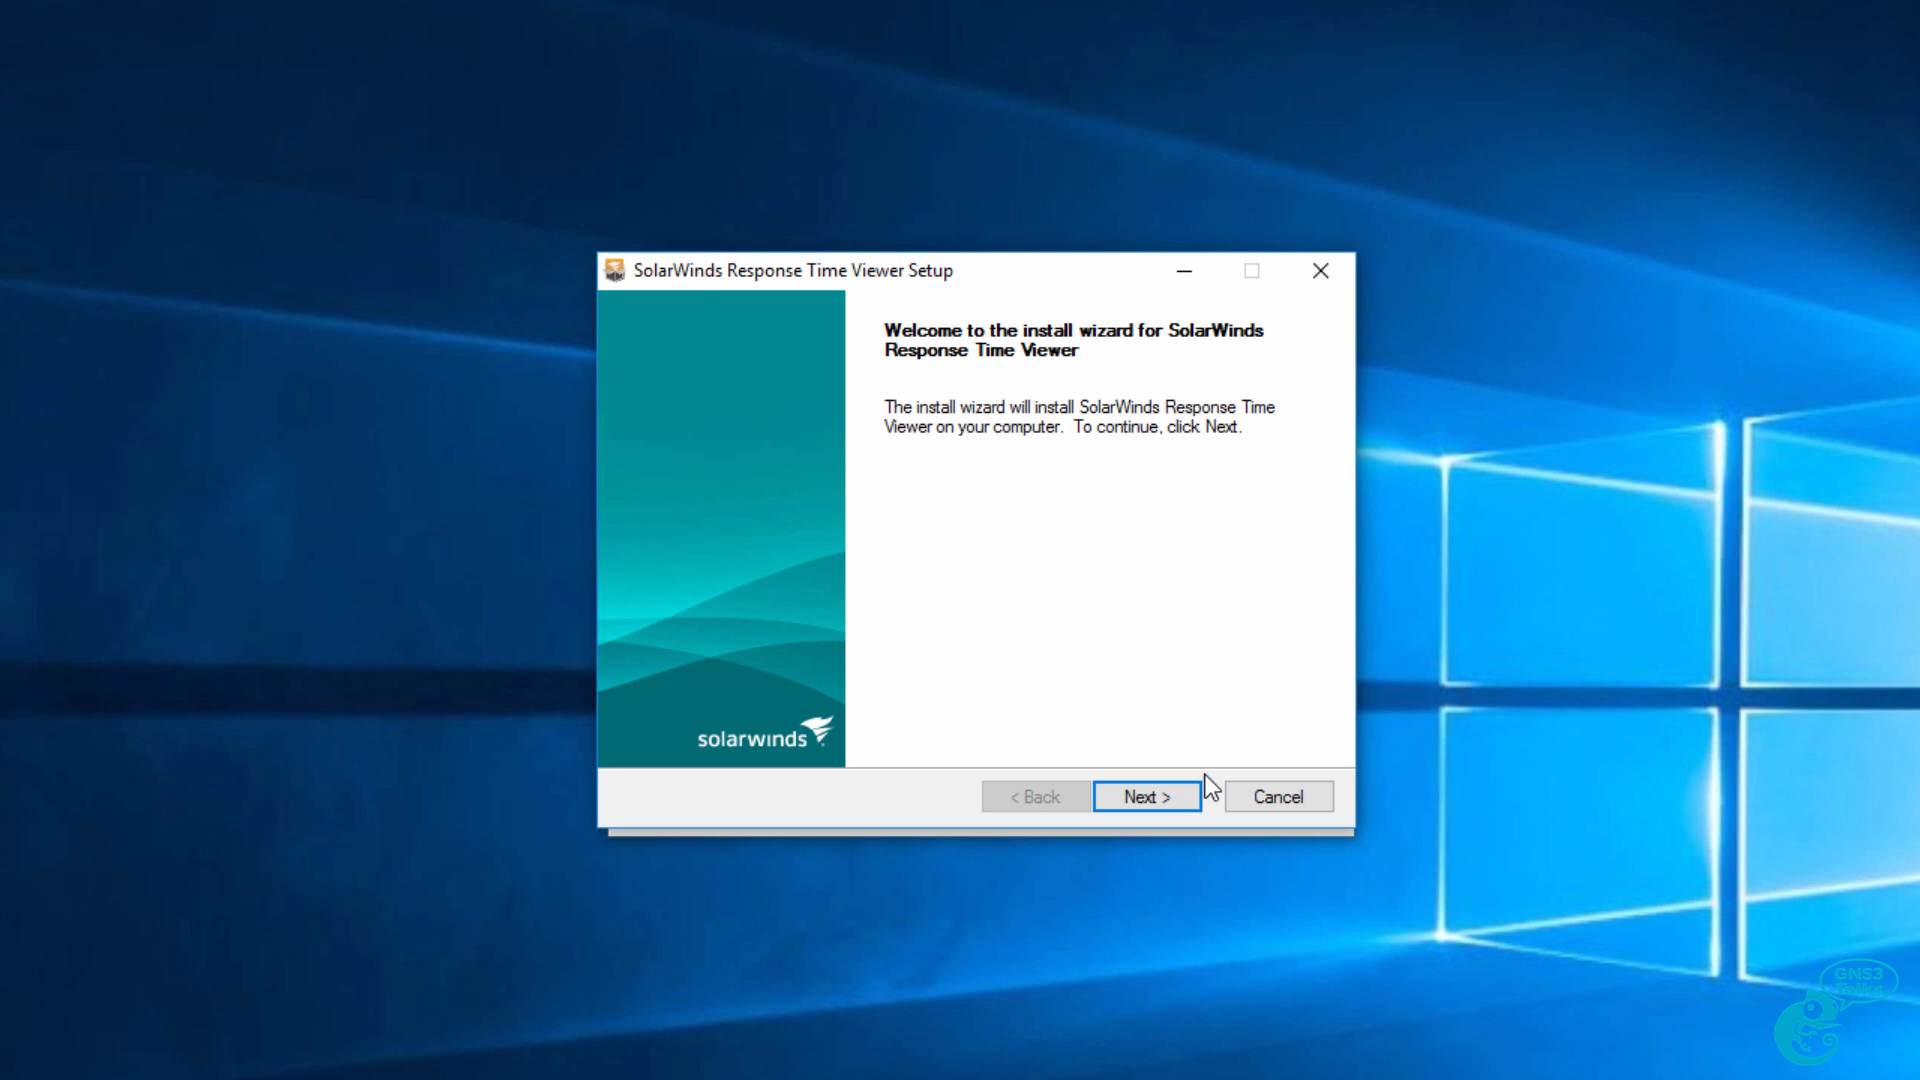 SolarWinds Response Time Viewer Setup
Welcome to the install wizard for SolarWinds
Response Time Viewer
The install wizard will install SolarWinds Response Time
Viewer on your computer. To continue, click Next.
solarwinds
< Back
Next >
Cancel
GNS3
Talks